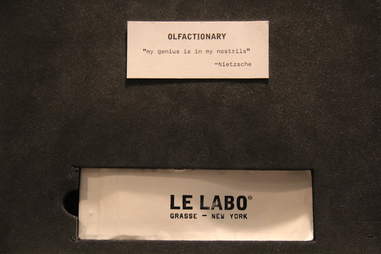 OLFACTIONARY
"my genius is in my nostrils"
—Nietzsche
LE LABO®
GRASSE — NEW YORK